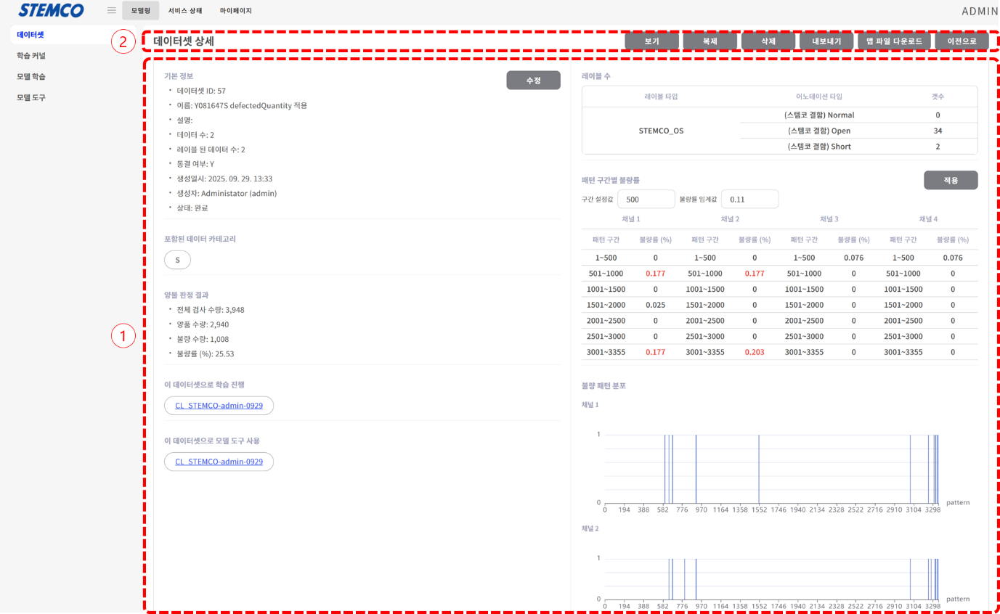 STEMCO
모델링
서비스 상태
마이페이지
ADMIN
데이터셋
학습 커널
모델 학습
모델 도구
②
데이터셋 상세
보기
복제
삭제
내보내기
맵 파일 다운로드
이전으로
①
기본 정보
수정
• 데이터셋 ID: 57
• 이름: Y081647S defectedQuantity 적용
• 설명:
• 데이터 수: 2
• 레이블 된 데이터 수: 2
• 동결 여부: Y
• 생성일시: 2025. 09. 29. 13:33
• 생성자: Administator (admin)
• 상태: 완료
포함된 데이터 카테고리
S
양불 판정 결과
• 전체 검사 수량: 3,948
• 양품 수량: 2,940
• 불량 수량: 1,008
• 불량률 (%): 25.53
이 데이터셋으로 학습 진행
CL_STEMCO-admin-0929
이 데이터셋으로 모델 도구 사용
CL_STEMCO-admin-0929
레이블 수
레이블 타입 어노테이션 타입 갯수
(스템코 결함) Normal 0
STEMCO_OS (스템코 결함) Open 34
(스템코 결함) Short 2
패턴 구간별 불량률
적용
구간 설정값 500 불량률 임계값 0.11
채널 1 채널 2 채널 3 채널 4
패턴 구간 불량률 (%) 패턴 구간 불량률 (%) 패턴 구간 불량률 (%) 패턴 구간 불량률 (%)
1~500 0 1~500 0 1~500 0.076 1~500 0.076
501~1000 0.177 501~1000 0.177 501~1000 0 501~1000 0
1001~1500 0 1001~1500 0 1001~1500 0 1001~1500 0
1501~2000 0.025 1501~2000 0 1501~2000 0 1501~2000 0
2001~2500 0 2001~2500 0 2001~2500 0 2001~2500 0
2501~3000 0 2501~3000 0 2501~3000 0 2501~3000 0
3001~3355 0.177 3001~3355 0.203 3001~3355 0 3001~3355 0
불량 패턴 분포
채널 1
1
0
pattern
0 194 388 582 776 970 1164 1358 1552 1746 1940 2134 2328 2522 2716 2910 3104 3298
채널 2
1
0
pattern
0 194 388 582 776 970 1164 1358 1552 1746 1940 2134 2328 2522 2716 2910 3104 3298